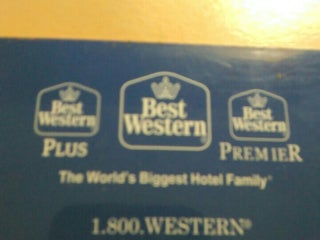 Best Western PLUS
Best Western
Best Western PREMIER
The World's Biggest Hotel Family®
1.800.WESTERN®